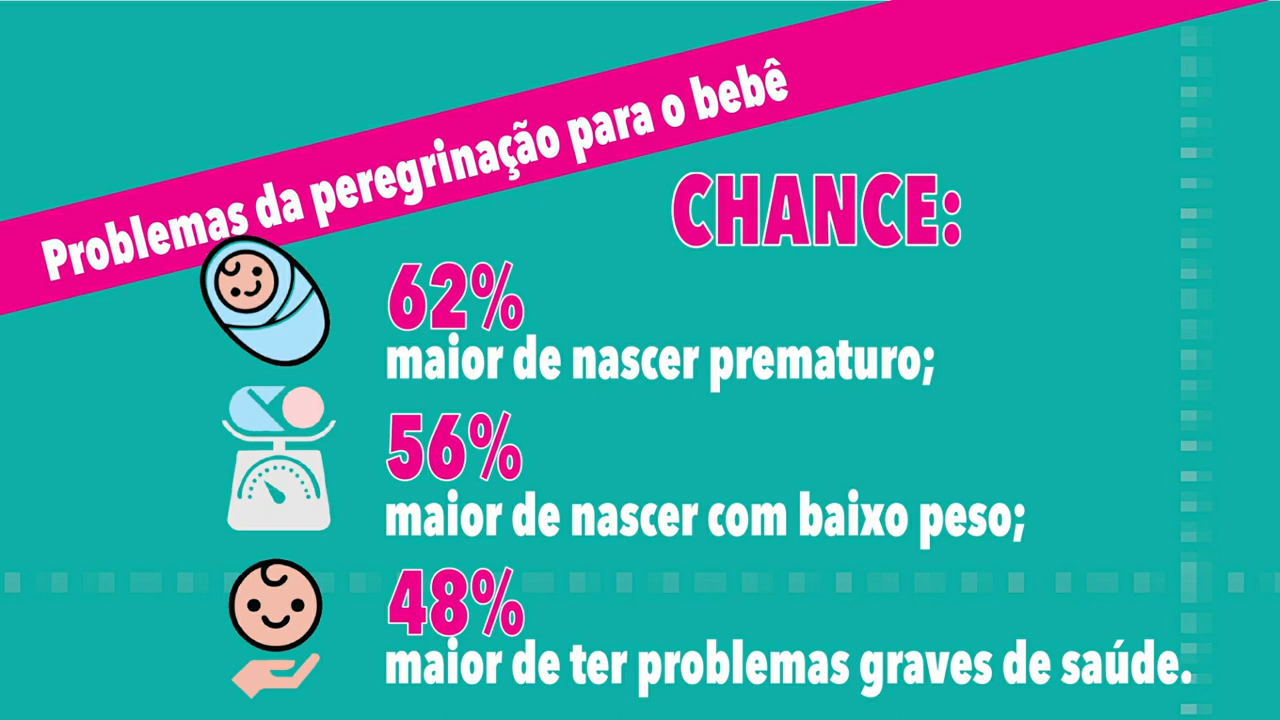 Problemas da peregrinação para o bebê
CHANCE:
62%
maior de nascer prematuro;
56%
maior de nascer com baixo peso;
48%
maior de ter problemas graves de saúde.